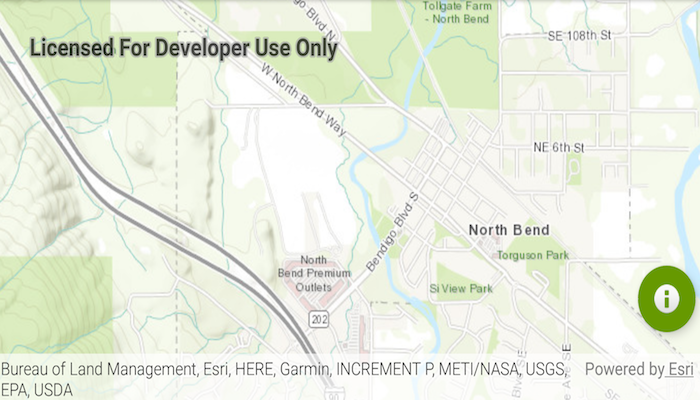 Tollgate Farm
- North Bend
Bendigo Blvd N
SE 108th St
Licensed For Developer Use Only
W North Bend Way
NE 6th St
Bendigo Blvd S
North Bend
Torguson Park
North
Bend Premium
Outlets
Si View Park
202
Bureau of Land Management, Esri, HERE, Garmin, INCREMENT P, METI/NASA, USGS,
EPA, USDA
Powered by Esri